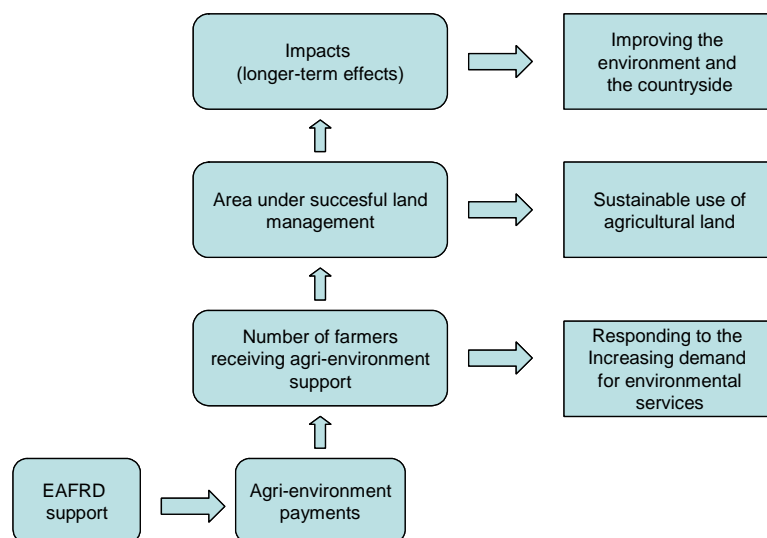 Impacts
(longer-term effects)
Improving the
environment and
the countryside
Area under succesful land
management
Sustainable use of
agricultural land
Number of farmers
receiving agri-environment
support
Responding to the
Increasing demand
for environmental
services
EAFRD
support
Agri-environment
payments